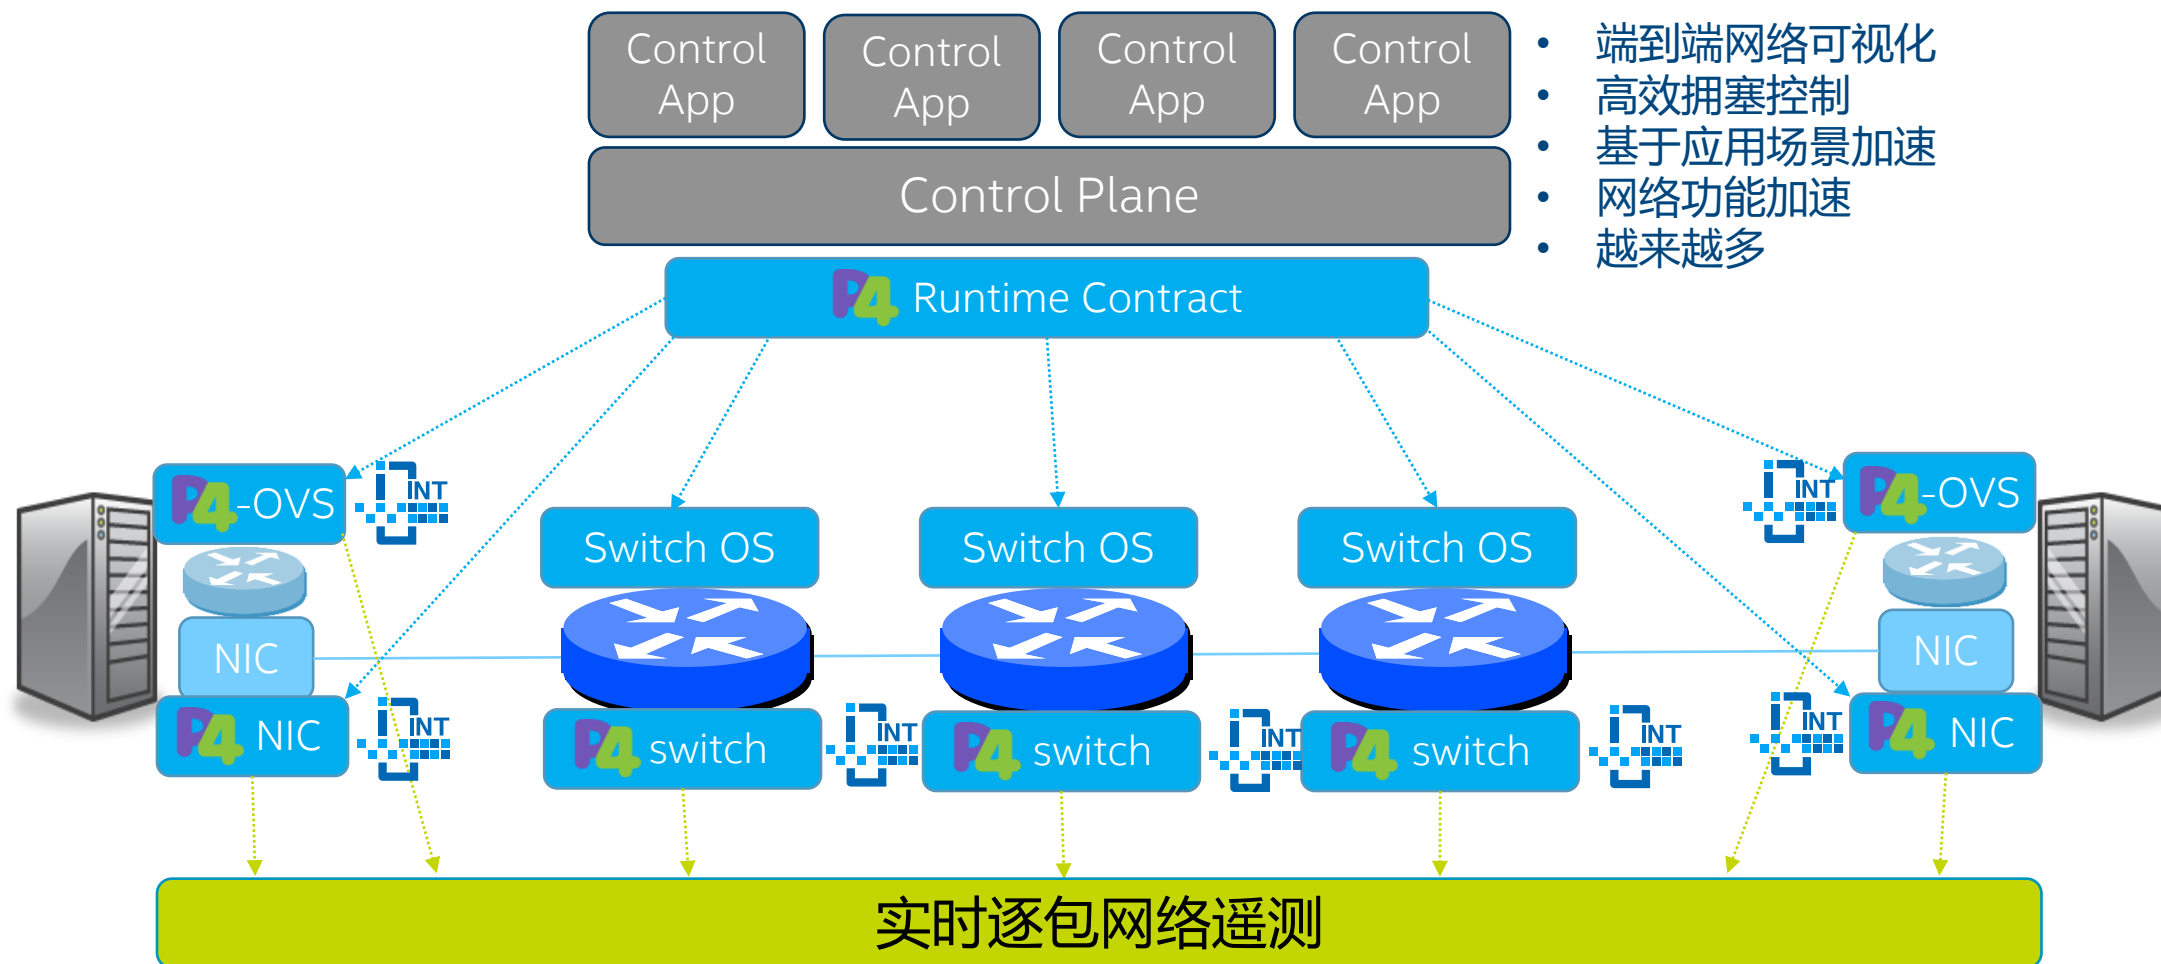 Control App
Control App
Control App
Control App
Control Plane
• 端到端网络可视化
• 高效拥塞控制
• 基于应用场景加速
• 网络功能加速
• 越来越多
P4 Runtime Contract
P4-OVS
INT
INT
P4-OVS
Switch OS
Switch OS
Switch OS
NIC
NIC
P4 NIC
INT
P4 switch
INT
P4 switch
INT
P4 switch
INT
INT
P4 NIC
实时逐包网络遥测